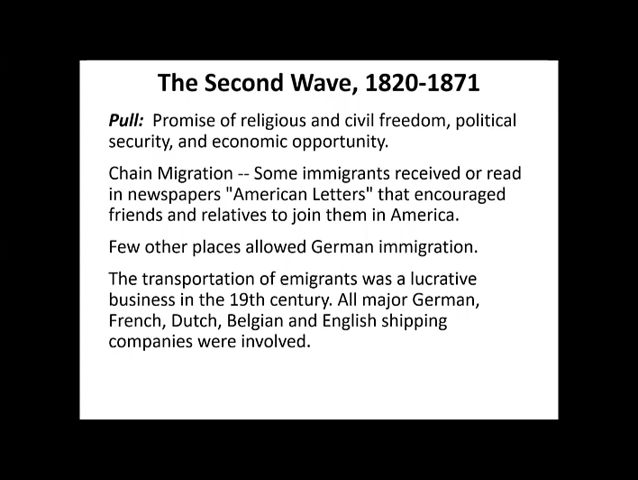 The Second Wave, 1820-1871
Pull: Promise of religious and civil freedom, political
security, and economic opportunity.
Chain Migration -- Some immigrants received or read
in newspapers "American Letters" that encouraged
friends and relatives to join them in America.
Few other places allowed German immigration.
The transportation of emigrants was a lucrative
business in the 19th century. All major German,
French, Dutch, Belgian and English shipping
companies were involved.